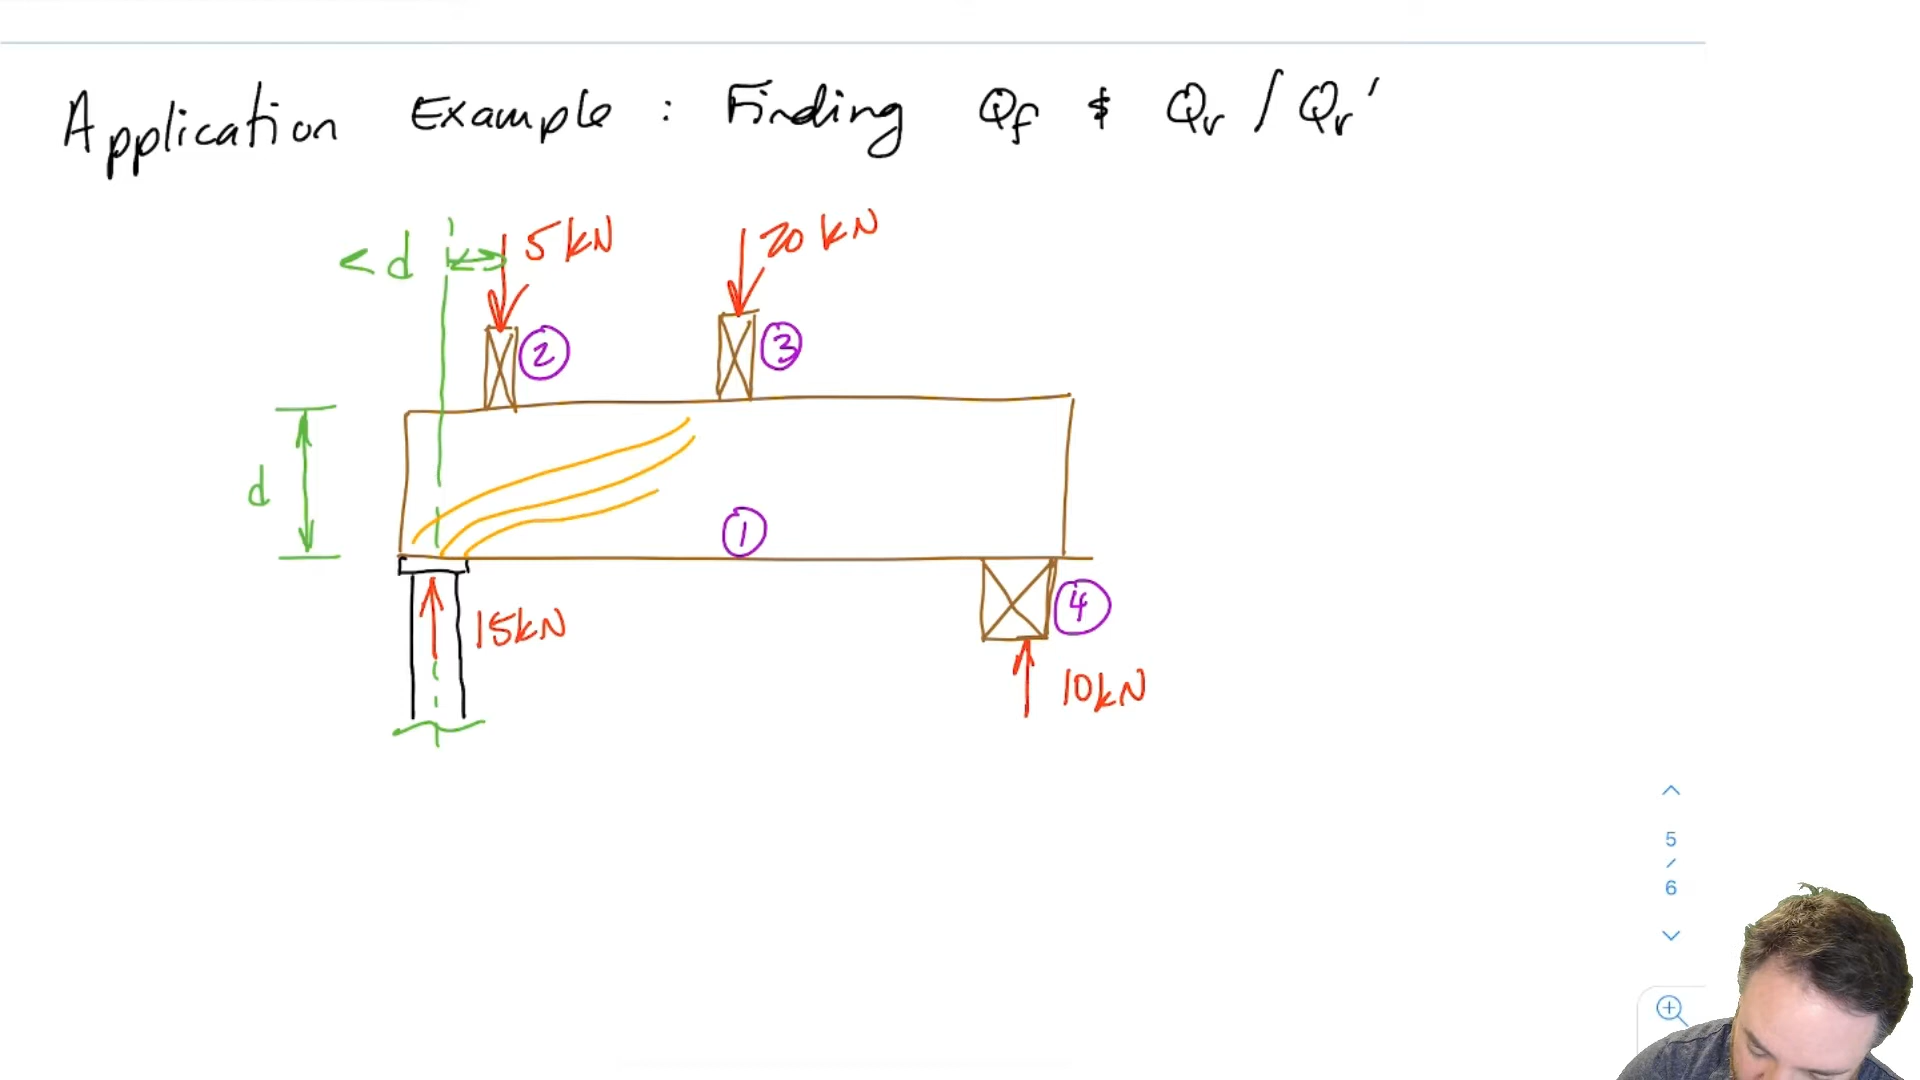 Application Example : Finding Qf & Qr / Qr'
< d
5 kN
20 kN
2
3
d
1
15kN
4
10kN
5
/
6